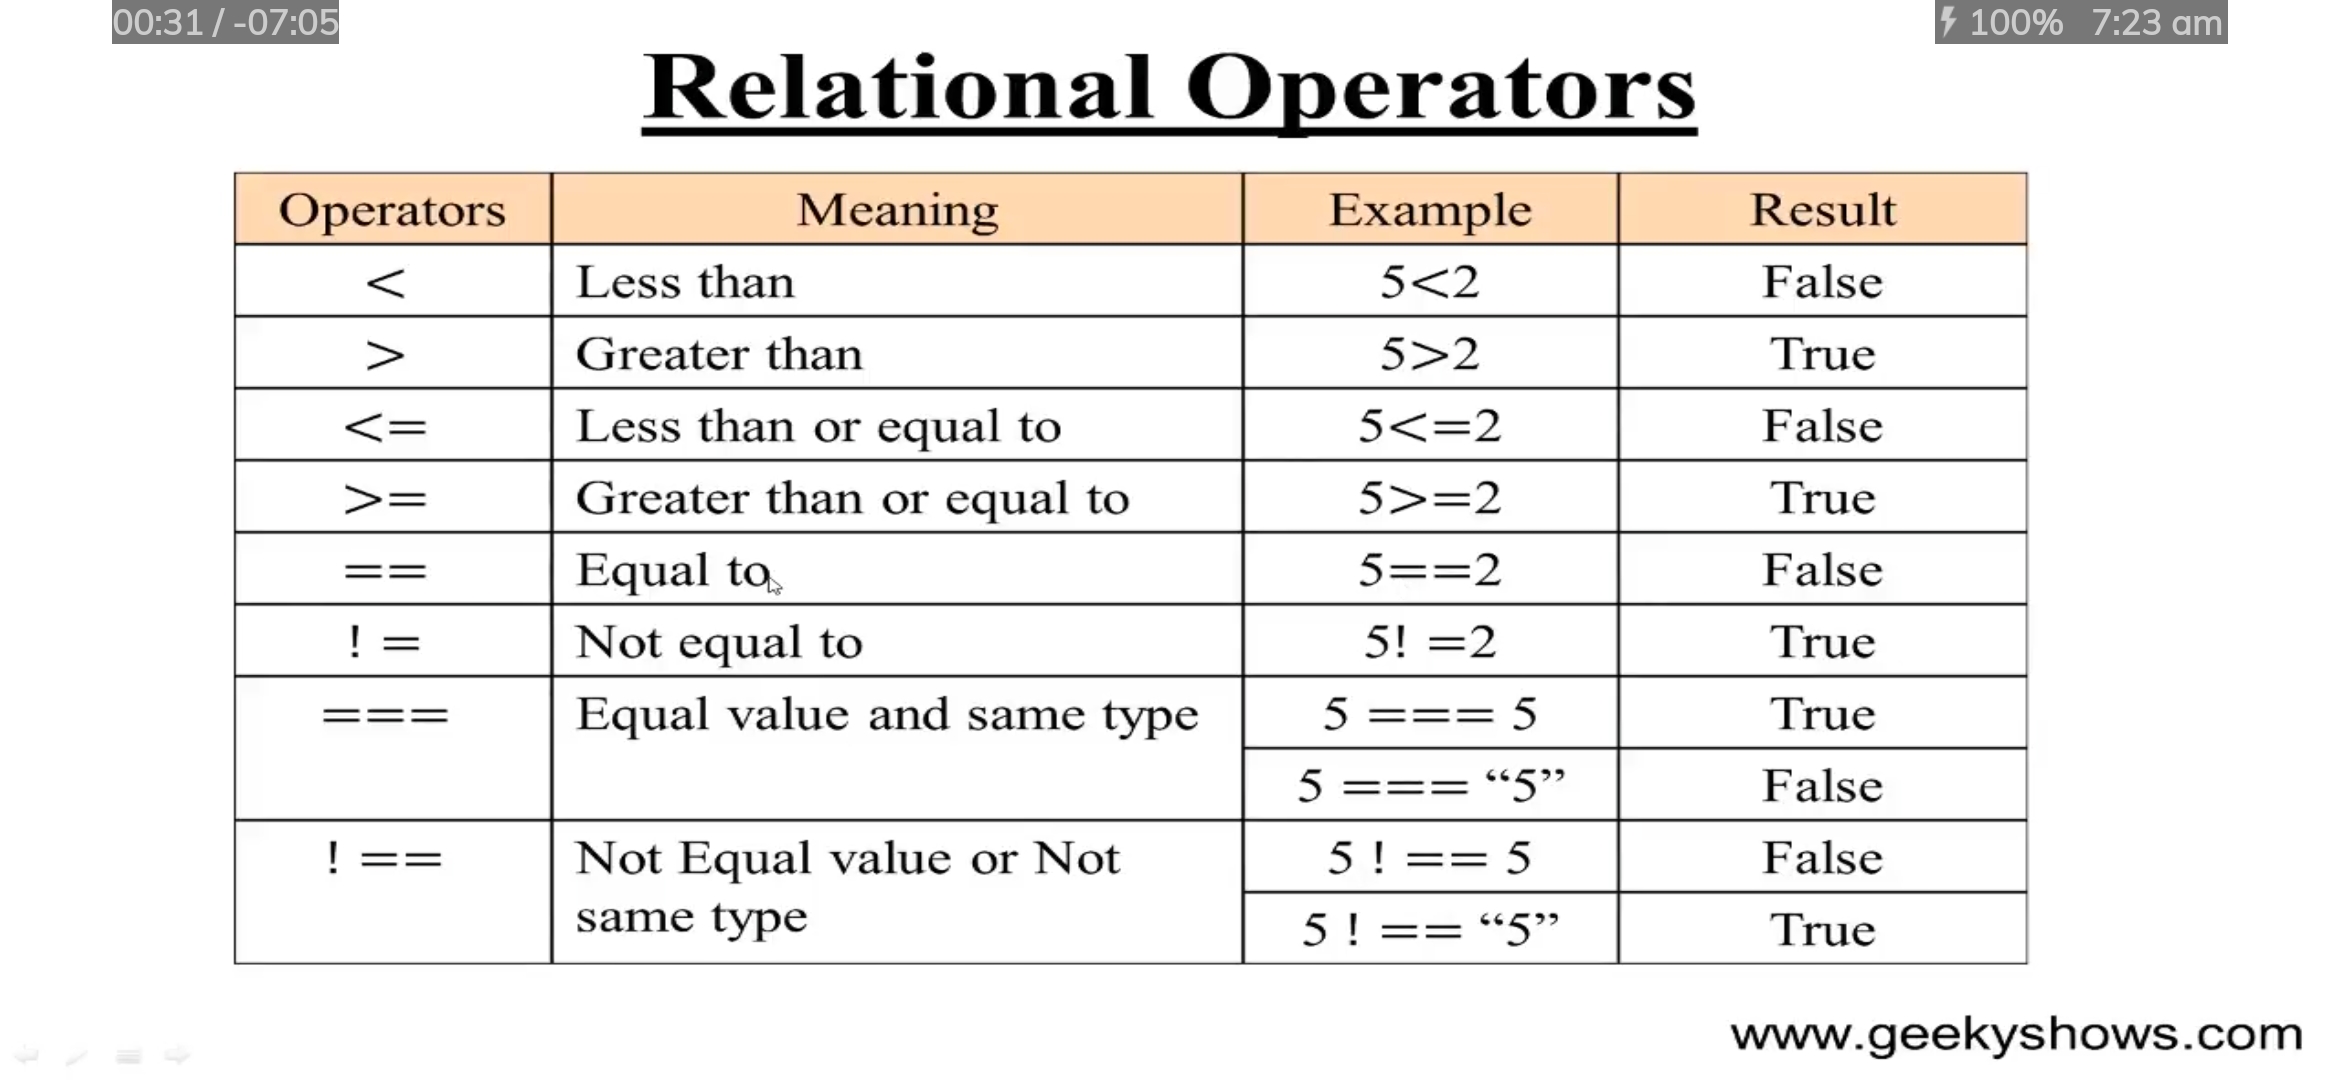 00:31 / -07:05
100% 7:23 am
Relational Operators
Operators Meaning Example Result
< Less than 5<2 False
> Greater than 5>2 True
<= Less than or equal to 5<=2 False
>= Greater than or equal to 5>=2 True
== Equal to 5==2 False
! = Not equal to 5! =2 True
=== Equal value and same type 5 === 5 True
5 === “5” False
! == Not Equal value or Not 5 ! == 5 False
same type 5 ! == “5” True
www.geekyshows.com